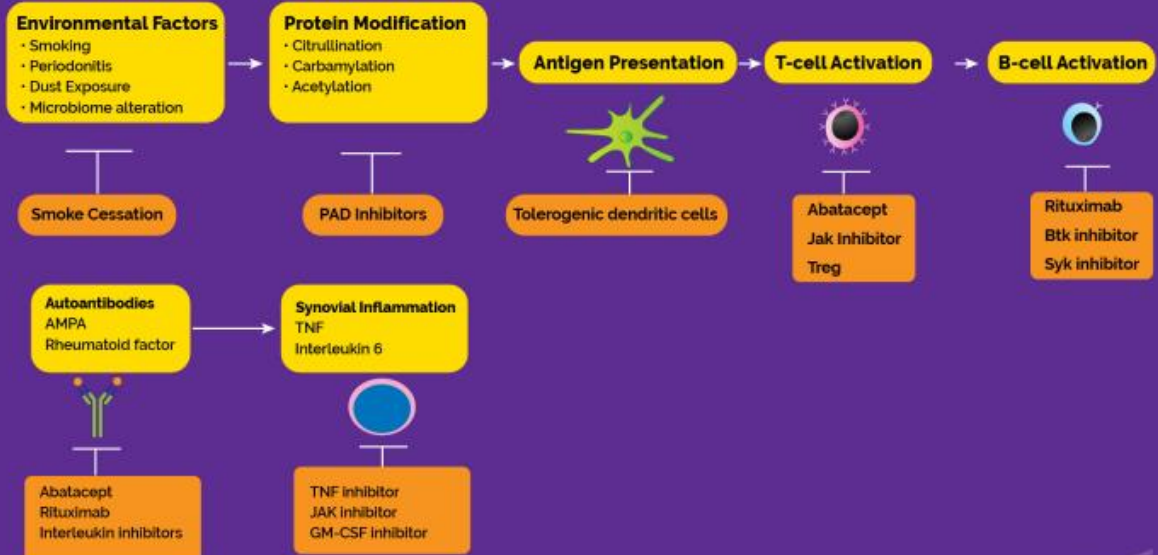 Environmental Factors
• Smoking
• Periodonitis
• Dust Exposure
• Microbiome alteration
Protein Modification
• Citrullination
• Carbamylation
• Acetylation
Antigen Presentation
T-cell Activation
B-cell Activation
Smoke Cessation
PAD Inhibitors
Tolerogenic dendritic cells
Abatacept
Jak Inhibitor
Treg
Rituximab
Btk inhibitor
Syk inhibitor
Autoantibodies
AMPA
Rheumatoid factor
Synovial Inflammation
TNF
Interleukin 6
Abatacept
Rituximab
Interleukin inhibitors
TNF inhibitor
JAK inhibitor
GM-CSF inhibitor